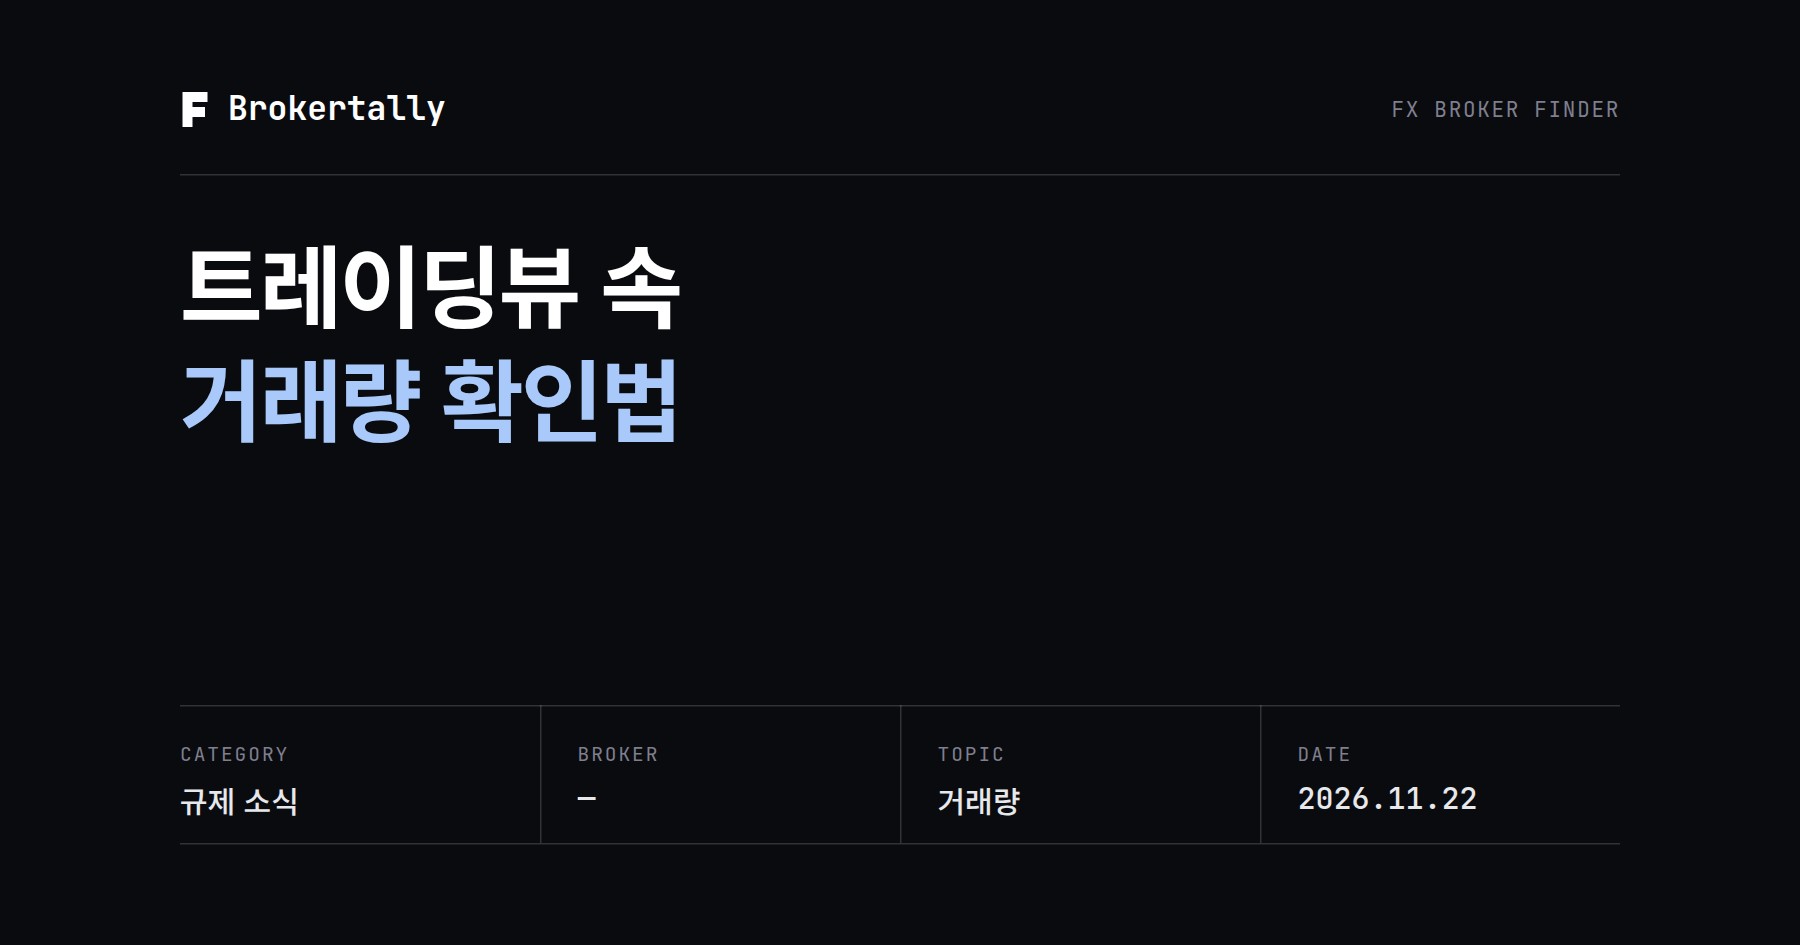 Brokertally
FX BROKER FINDER
트레이딩뷰 속
거래량 확인법
CATEGORY
규제 소식
BROKER
—
TOPIC
거래량
DATE
2026.11.22